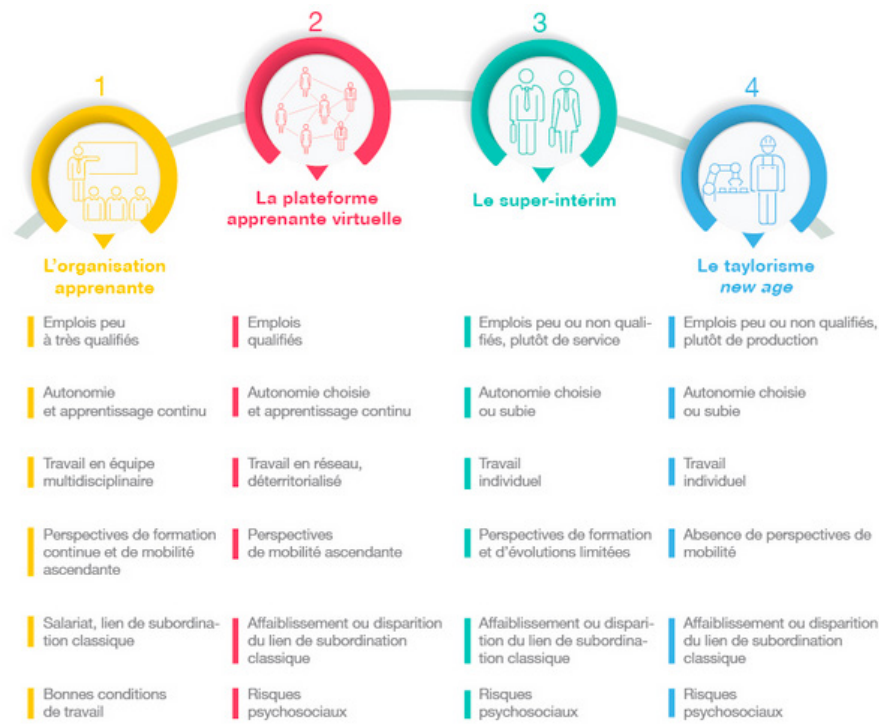 1
L'organisation
apprenante
Emplois peu
à très qualifiés
Autonomie
et apprentissage continu
Travail en équipe
multidisciplinaire
Perspectives de formation
continue et de mobilité
ascendante
Salariat, lien de subordina-
tion classique
Bonnes conditions
de travail
2
La plateforme
apprenante virtuelle
Emplois
qualifiés
Autonomie choisie
et apprentissage continu
Travail en réseau,
déterritorialisé
Perspectives
de mobilité ascendante
Affaiblissement ou disparition
du lien de subordination
classique
Risques
psychosociaux
3
Le super-intérim
Emplois peu ou non quali-
fiés, plutôt de service
Autonomie choisie
ou subie
Travail
individuel
Perspectives de formation
et d'évolutions limitées
Affaiblissement ou dispari-
tion du lien de subordina-
tion classique
Risques
psychosociaux
4
Le taylorisme
new age
Emplois peu ou non qualifiés,
plutôt de production
Autonomie choisie
ou subie
Travail
individuel
Absence de perspectives de
mobilité
Affaiblissement ou disparition
du lien de subordination
classique
Risques
psychosociaux